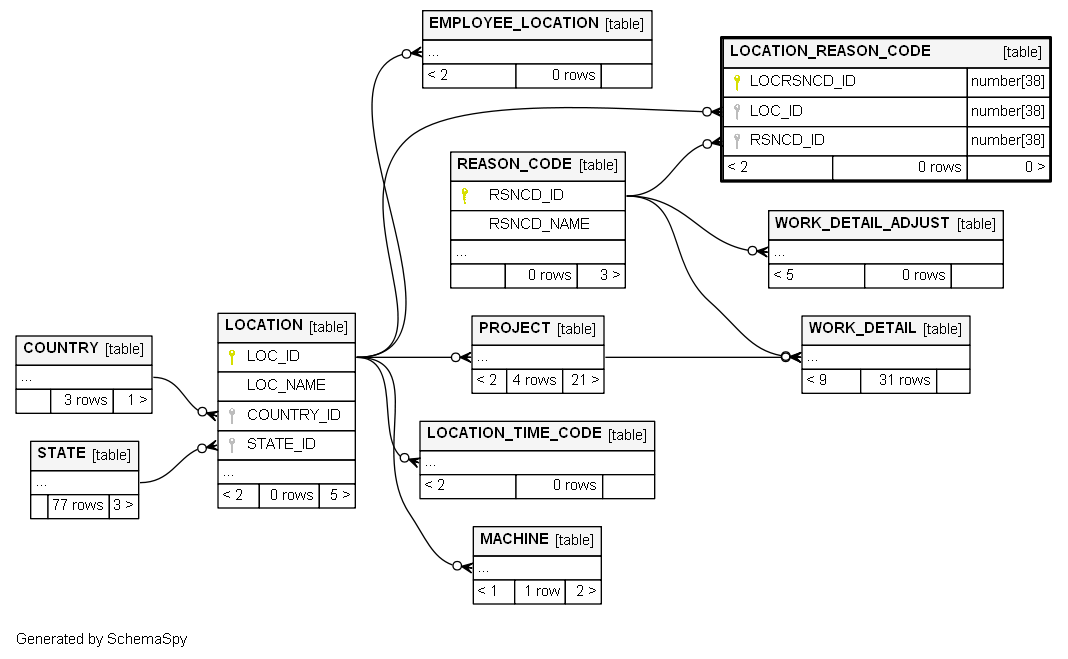 EMPLOYEE_LOCATION [table]
...
< 2 0 rows
LOCATION_REASON_CODE [table]
LOCRSNCD_ID number[38]
LOC_ID number[38]
RSNCD_ID number[38]
< 2 0 rows 0 >
REASON_CODE [table]
RSNCD_ID
RSNCD_NAME
...
0 rows 3 >
WORK_DETAIL_ADJUST [table]
...
< 5 0 rows
LOCATION [table]
LOC_ID
LOC_NAME
COUNTRY_ID
STATE_ID
...
< 2 0 rows 5 >
PROJECT [table]
...
< 2 4 rows 21 >
WORK_DETAIL [table]
...
< 9 31 rows
COUNTRY [table]
...
3 rows 1 >
STATE [table]
...
77 rows 3 >
LOCATION_TIME_CODE [table]
...
< 2 0 rows
MACHINE [table]
...
< 1 1 row 2 >
Generated by SchemaSpy